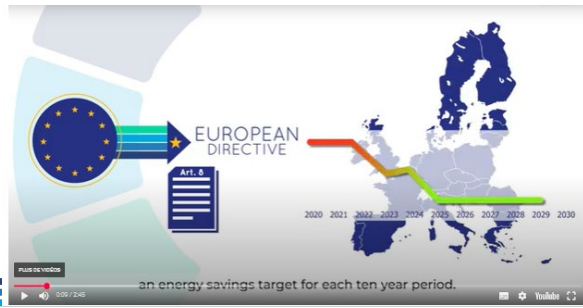 EUROPEAN
DIRECTIVE
Art. 8
2020 2021 2022 2023 2024 2025 2026 2027 2028 2029 2030
PLUS DE VIDÉOS
an energy savings target for each ten year period.
0:09 / 2:45
YouTube